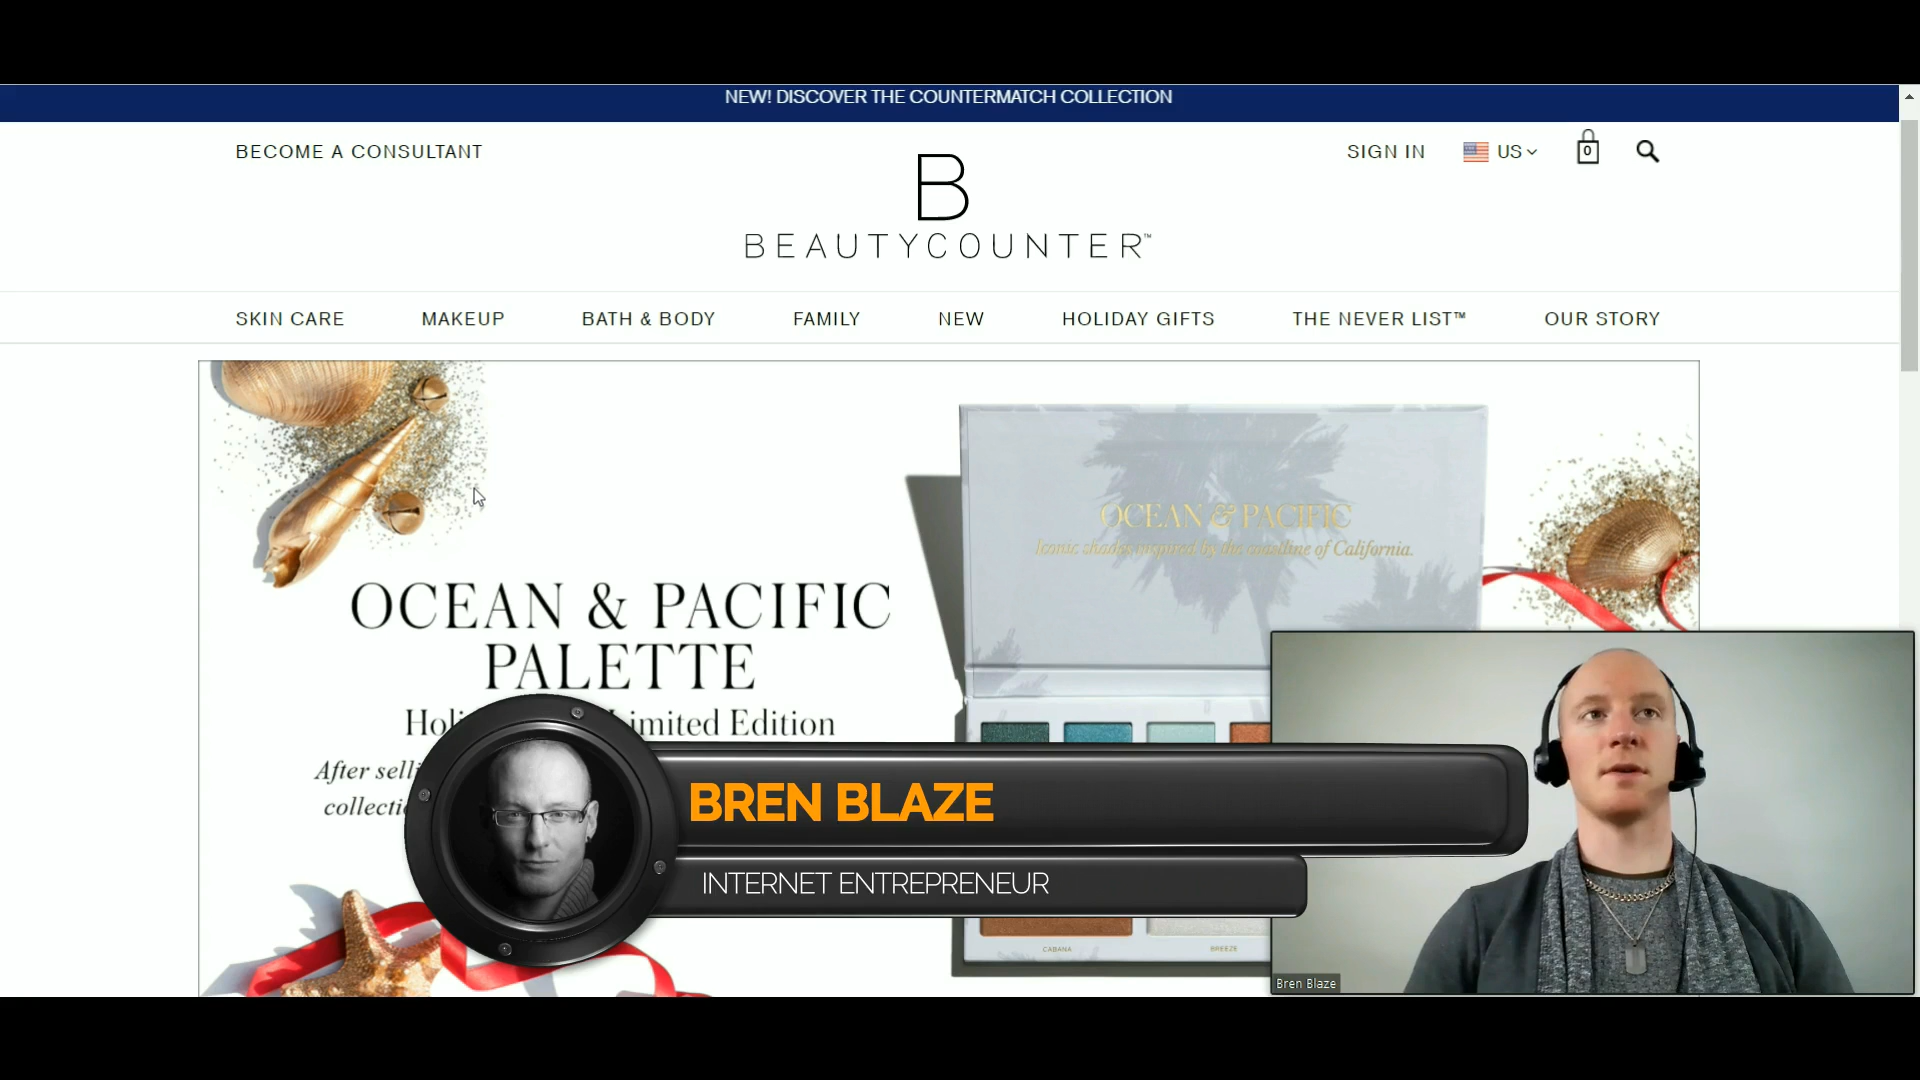 NEW! DISCOVER THE COUNTERMATCH COLLECTION
BECOME A CONSULTANT
SIGN IN
US
0
B
BEAUTYCOUNTER™
SKIN CARE
MAKEUP
BATH & BODY
FAMILY
NEW
HOLIDAY GIFTS
THE NEVER LIST™
OUR STORY
OCEAN & PACIFIC
PALETTE
Limited Edition
After
OCEAN & PACIFIC
Iconic shades inspired by the coastline of California.
BREN BLAZE
INTERNET ENTREPRENEUR
CABANA
BREEZE
Bren Blaze